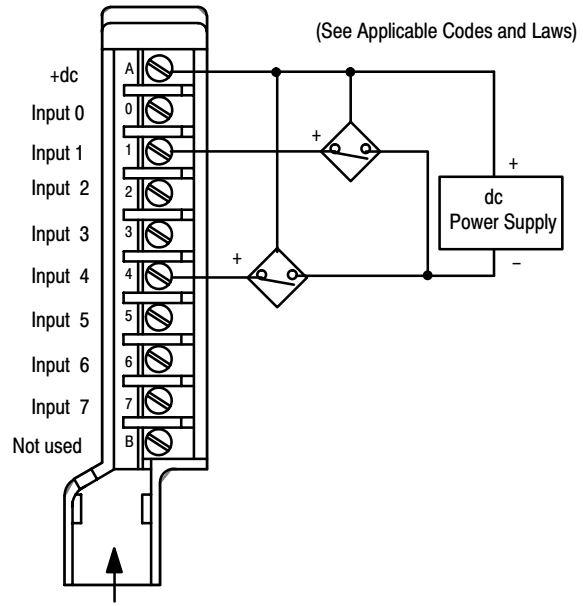 (See Applicable Codes and Laws)
+dc A
Input 0 0
Input 1 1
Input 2 2
Input 3 3
Input 4 4
Input 5 5
Input 6 6
Input 7 7
Not used B
+
+
+
dc
Power Supply
–